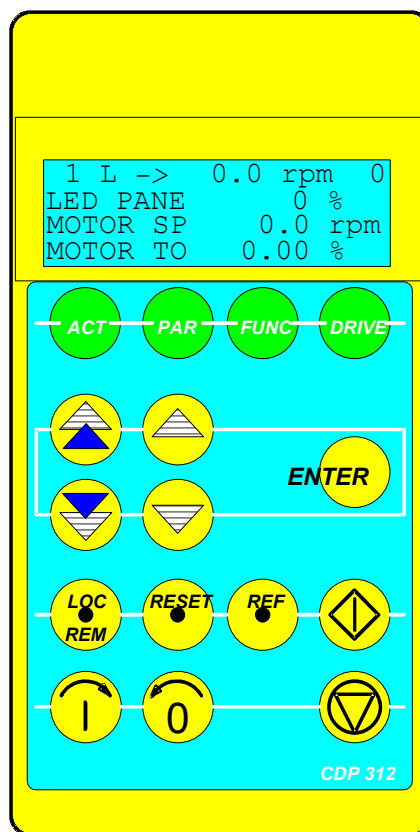 1 L -> 0.0 rpm 0
LED PANE 0 %
MOTOR SP 0.0 rpm
MOTOR TO 0.00 %
ACT PAR FUNC DRIVE
ENTER
LOC RESET REF
REM
I 0
CDP 312